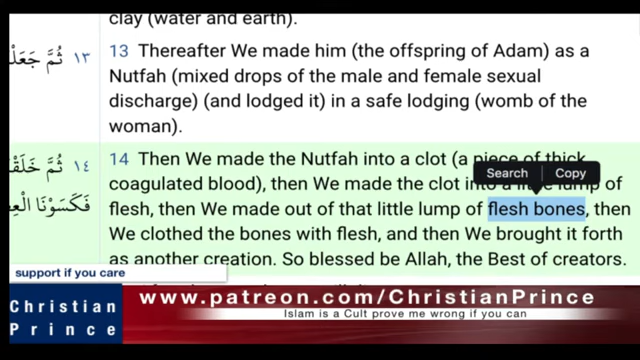 clay (water and earth).
13 Thereafter We made him (the offspring of Adam) as a
Nutfah (mixed drops of the male and female sexual
discharge) (and lodged it) in a safe lodging (womb of the
woman).
١٣ ثُمَّ جَعَلْ
14 Then We made the Nutfah into a clot (a piece of thick
Search Copy
coagulated blood), then We made the clot into a little lump of
flesh, then We made out of that little lump of flesh bones, then
We clothed the bones with flesh, and then We brought it forth
as another creation. So blessed be Allah, the Best of creators.
١٤ ثُمَّ خَلَقْ
فَكَسَوْنَا الْعِ
support if you care
Christian
Prince
www.patreon.com/ChristianPrince
Islam is a Cult prove me wrong if you can